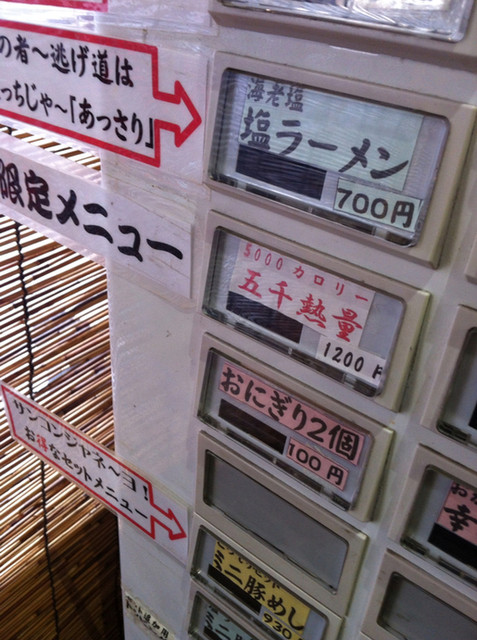 の者～逃げ道は
っちじゃ～「あっさり」
海老塩
塩ラーメン
700円
限定メニュー
5000カロリー
五千熱量
1200円
おにぎり2個
100円
リンコンジャネ～ヨ!
お得なセットメニュー
ミニ豚めし
930
お
幸
ミニ